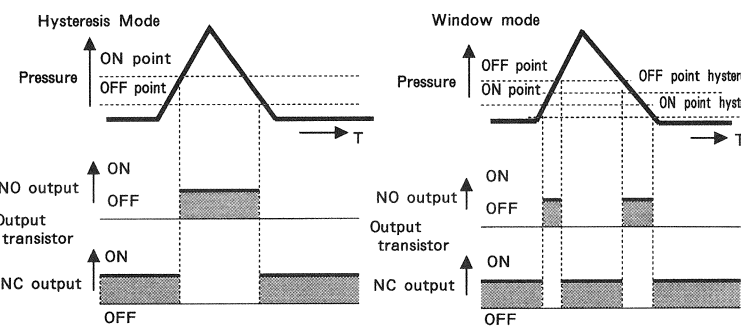 Hysteresis Mode
ON point
Pressure
OFF point
T
ON
NO output
OFF
Output
transistor
ON
NC output
OFF
Window mode
OFF point
OFF point hyster
Pressure
ON point
ON point hyst
T
ON
NO output
OFF
Output
transistor
ON
NC output
OFF